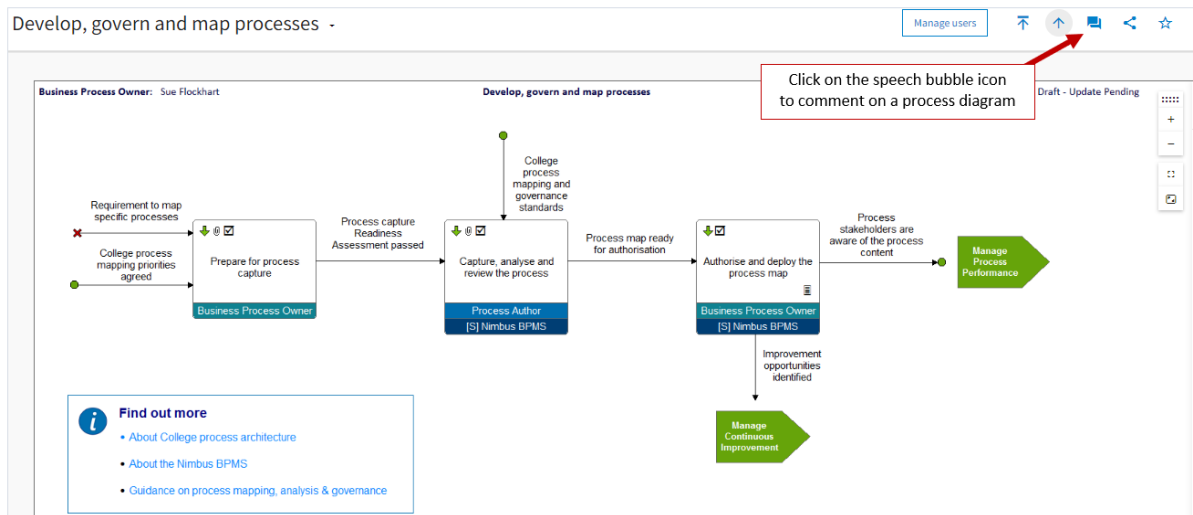 Develop, govern and map processes
Manage users
Click on the speech bubble icon
to comment on a process diagram
Business Process Owner: Sue Flockhart
Develop, govern and map processes
Draft - Update Pending
College
process
mapping and
governance
standards
Requirement to map
specific processes
College process
mapping priorities
agreed
Prepare for process
capture
Business Process Owner
Process capture
Readiness
Assessment passed
Capture, analyse and
review the process
Process Author
[S] Nimbus BPMS
Process map ready
for authorisation
Authorise and deploy the
process map
Business Process Owner
[S] Nimbus BPMS
Process
stakeholders are
aware of the process
content
Manage
Process
Performance
Improvement
opportunities
identified
Manage
Continuous
Improvement
Find out more
• About College process architecture
• About the Nimbus BPMS
• Guidance on process mapping, analysis & governance